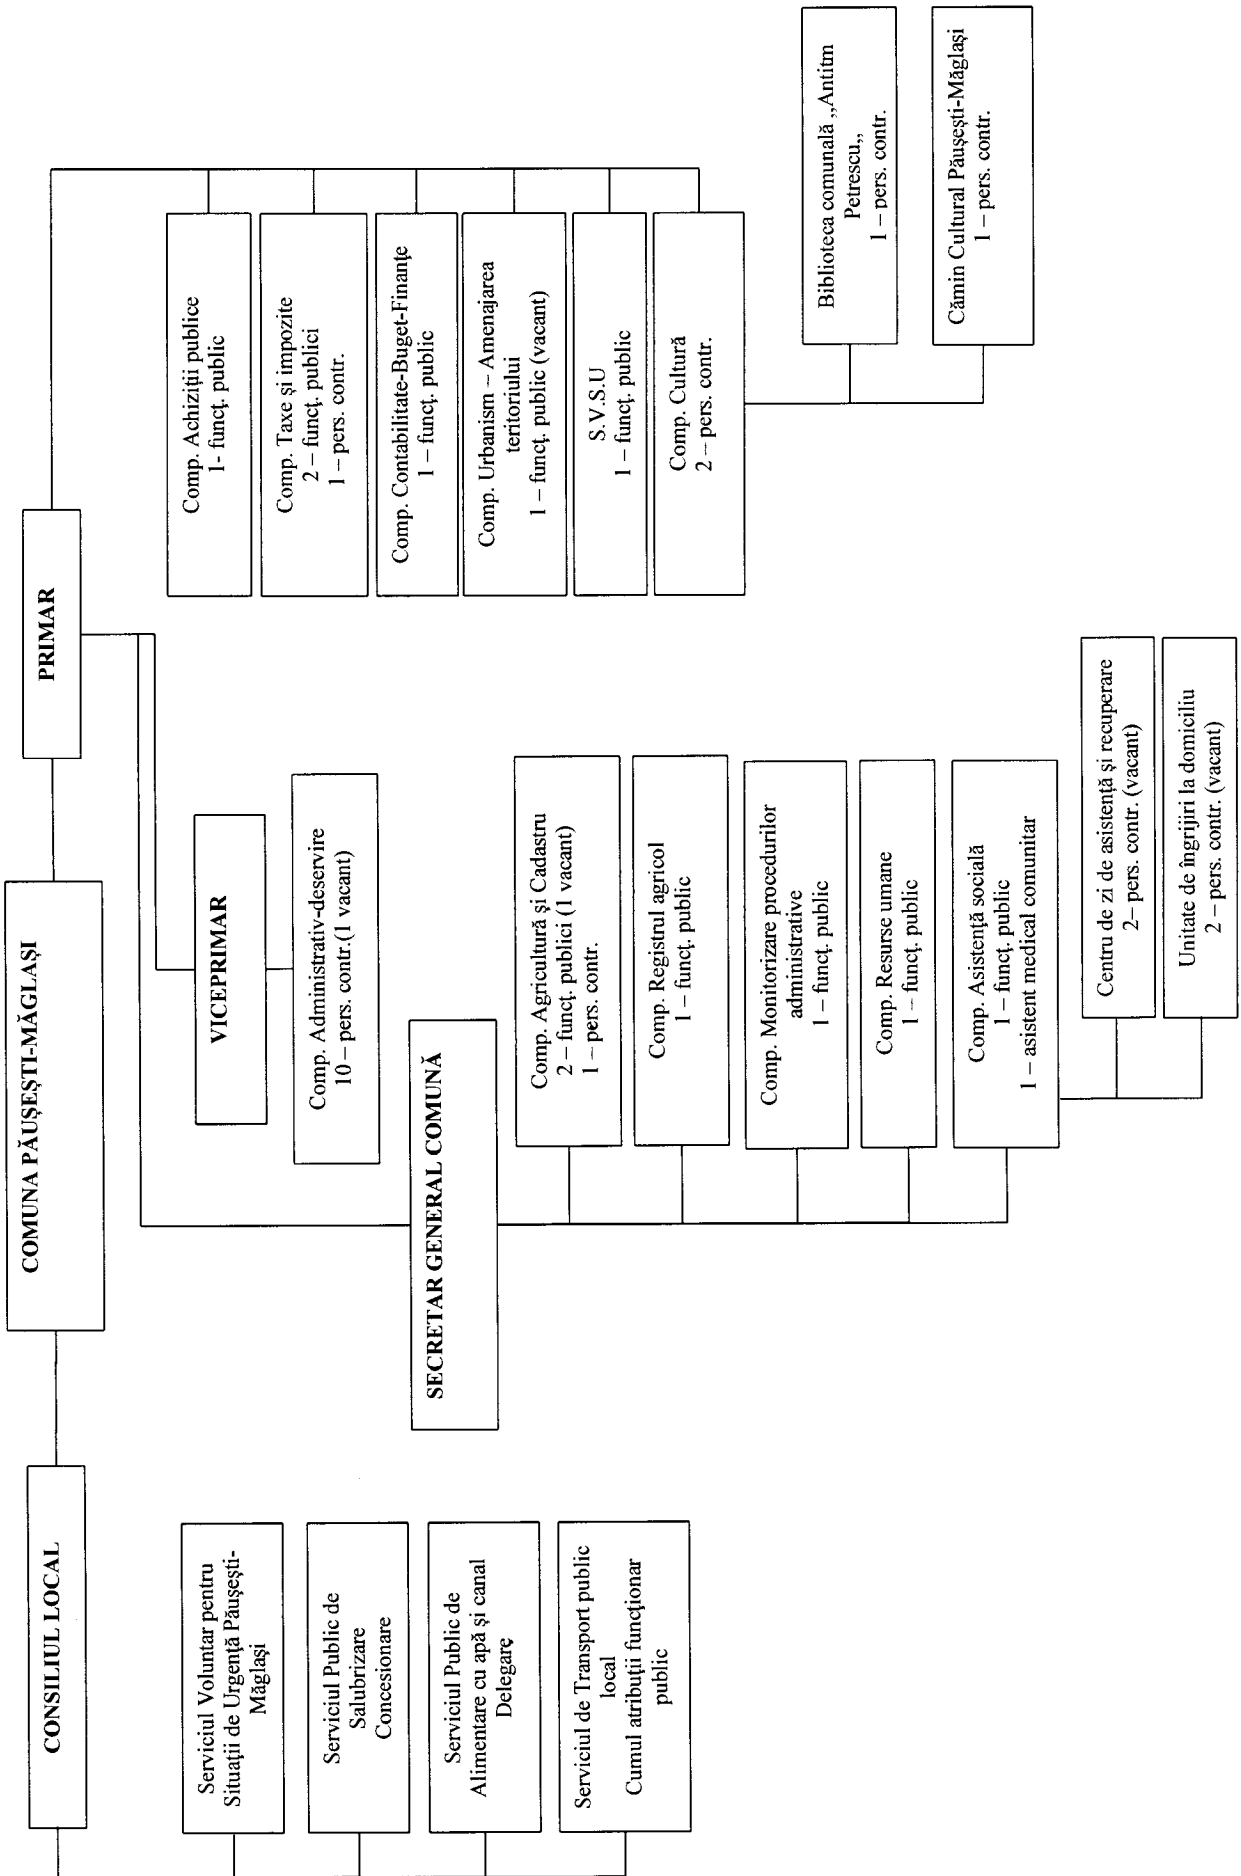 COMUNA PĂUȘEȘTI-MĂGLAȘI
CONSILIUL LOCAL
PRIMAR
Serviciul Voluntar pentru
Situații de Urgență Păușești-
Măglași
Serviciul Public de
Salubrizare
Concesionare
Serviciul Public de
Alimentare cu apă și canal
Delegare
Serviciul de Transport public
local
Cumul atribuții funcționar
public
VICEPRIMAR
Comp. Administrativ-deservire
10 – pers. contr.(1 vacant)
SECRETAR GENERAL COMUNĂ
Comp. Agricultură și Cadastru
2 – funcț. publici (1 vacant)
1 – pers. contr.
Comp. Registrul agricol
1 – funcț. public
Comp. Monitorizare procedurilor
administrative
1 – funcț. public
Comp. Resurse umane
1 – funcț. public
Comp. Asistență socială
1 – funcț. public
1 – asistent medical comunitar
Centru de zi de asistență și recuperare
2– pers. contr. (vacant)
Unitate de îngrijiri la domiciliu
2 – pers. contr. (vacant)
Comp. Achiziții publice
1- funcț. public
Comp. Taxe și impozite
2 – funcț. publici
1 – pers. contr.
Comp. Contabilitate-Buget-Finanțe
1 – funcț. public
Comp. Urbanism – Amenajarea
teritoriului
1 – funcț. public (vacant)
S.V.S.U
1 – funcț. public
Comp. Cultură
2 – pers. contr.
Biblioteca comunală ,,Antitm
Petrescu,,
1 – pers. contr.
Cămin Cultural Păușești-Măglași
1 – pers. contr.